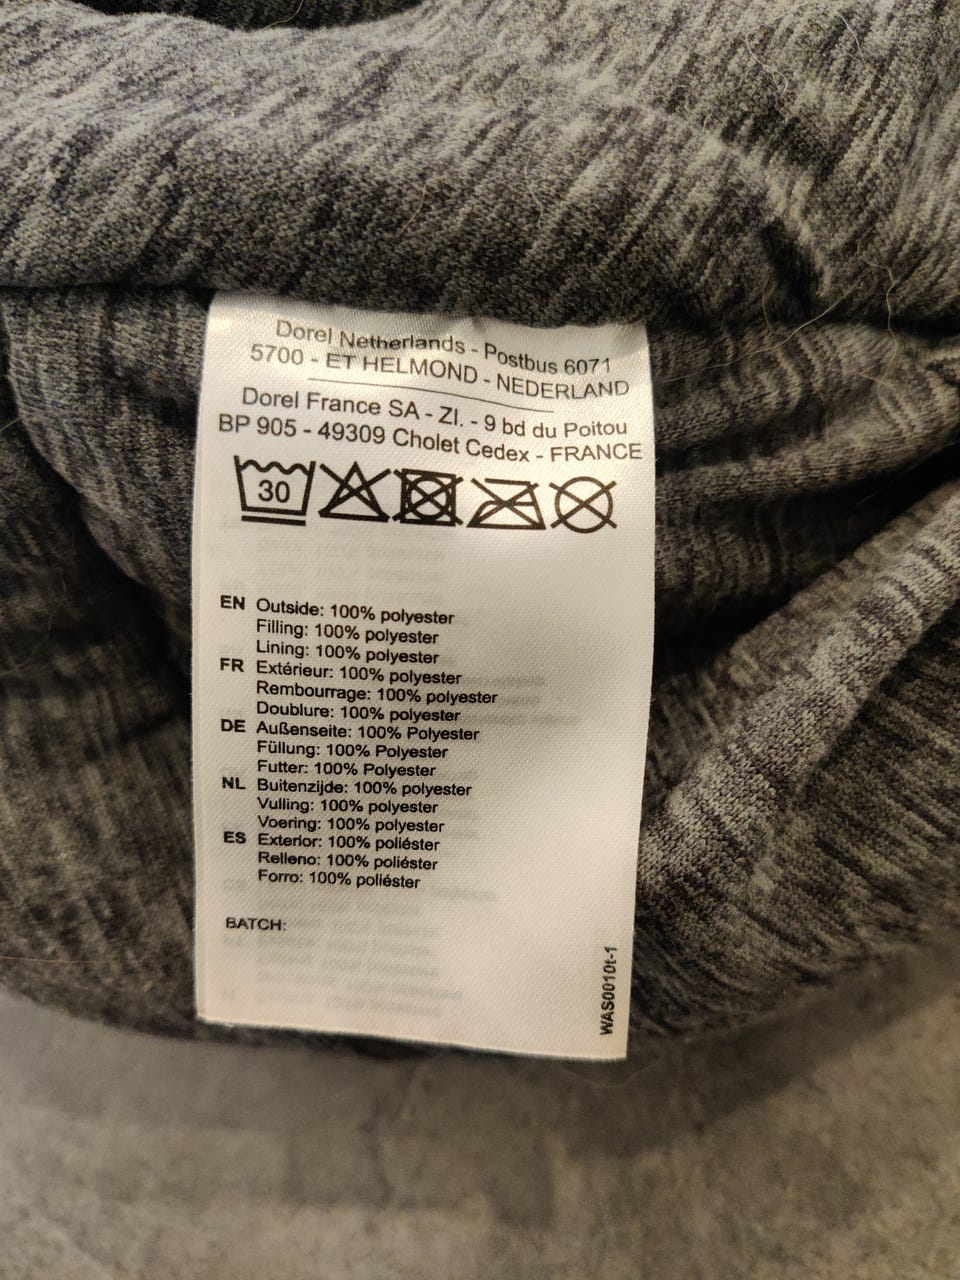 Dorel Netherlands - Postbus 6071
5700 - ET HELMOND - NEDERLAND
Dorel France SA - ZI. - 9 bd du Poitou
BP 905 - 49309 Cholet Cedex - FRANCE
30
EN Outside: 100% polyester
Filling: 100% polyester
Lining: 100% polyester
FR Extérieur: 100% polyester
Rembourrage: 100% polyester
Doublure: 100% polyester
DE Außenseite: 100% Polyester
Füllung: 100% Polyester
Futter: 100% Polyester
NL Buitenzijde: 100% polyester
Vulling: 100% polyester
Voering: 100% polyester
ES Exterior: 100% poliéster
Relleno: 100% poliéster
Forro: 100% poliéster
BATCH:
WAS0010t-1